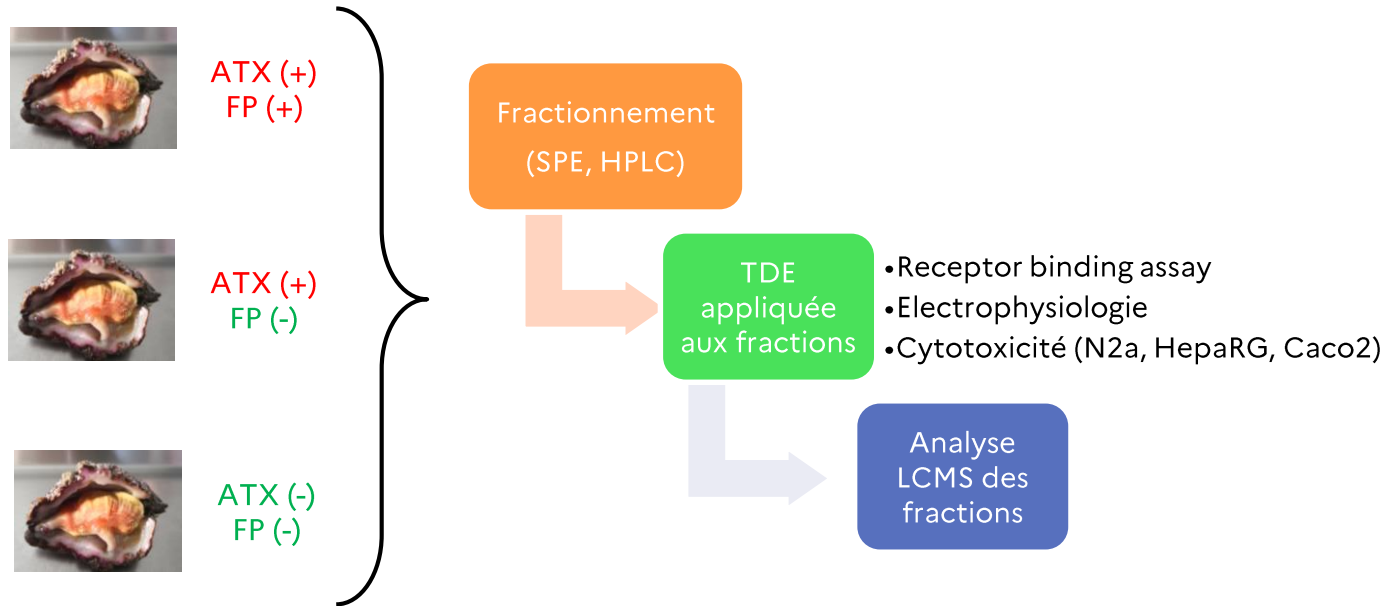 ATX (+)
FP (+)
ATX (+)
FP (-)
ATX (-)
FP (-)
Fractionnement
(SPE, HPLC)
TDE
appliquée
aux fractions
•Receptor binding assay
•Electrophysiologie
•Cytotoxicité (N2a, HepaRG, Caco2)
Analyse
LCMS des
fractions